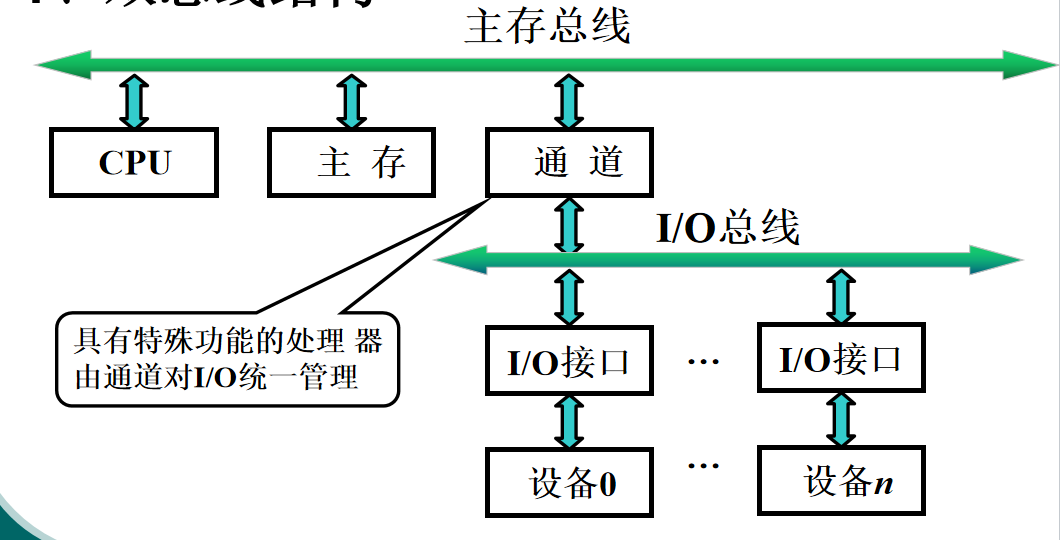 主存总线
CPU
主 存
通 道
I/O总线
具有特殊功能的处理 器
由通道对I/O统一管理
I/O接口
…
I/O接口
设备0
…
设备n